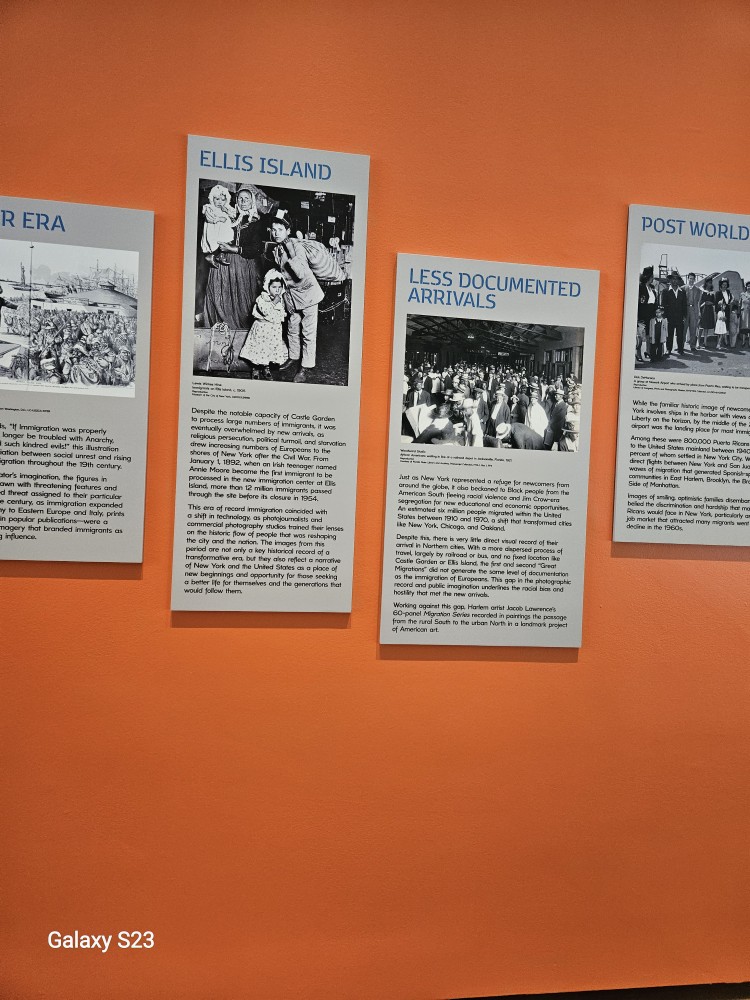 R ERA
Washington, D.C.
ls, "If Immigration was properly
longer be troubled with Anarchy,
such kindred evils!" this illustration
iation between social unrest and rising
igration throughout the 19th century.
ator's imagination, the figures in
own with threatening features and
d threat assigned to their particular
e century, as immigration expanded
ny to Eastern Europe and Italy, prints
in popular publications—were a
magery that branded immigrants as
g influence.
ELLIS ISLAND
Lewis Wickes Hine
Immigrants on Ellis Island, c. 1905
Museum of the City of New York
Despite the notable capacity of Castle Garden
to process large numbers of immigrants, it was
eventually overwhelmed by new arrivals, as
religious persecution, political turmoil, and starvation
drew increasing numbers of Europeans to the
shores of New York after the Civil War. From
January 1, 1892, when an Irish teenager named
Annie Moore became the first immigrant to be
processed in the new immigration center at Ellis
Island, more than 12 million immigrants passed
through the site before its closure in 1954.
This era of record immigration coincided with
a shift in technology, as photojournalists and
commercial photography studios trained their lenses
on the historic flow of people that was reshaping
the city and the nation. The images from this
period are not only a key historical record of a
transformative era, but they also reflect a narrative
of New York and the United States as a place of
new beginnings and opportunity for those seeking
a better life for themselves and the generations that
would follow them.
LESS DOCUMENTED
ARRIVALS
Just as New York represented a refuge for newcomers from
around the globe, it also beckoned to Black people from the
American South fleeing racial violence and Jim Crow-era
segregation for new educational and economic opportunities.
An estimated six million people migrated within the United
States between 1910 and 1970, a shift that transformed cities
like New York, Chicago, and Oakland.
Despite this, there is very little direct visual record of their
arrival in Northern cities. With a more dispersed process of
travel, largely by railroad or bus, and no fixed location like
Castle Garden or Ellis Island, the first and second "Great
Migrations" did not generate the same level of documentation
as the immigration of Europeans. This gap in the photographic
record and public imagination underlines the racial bias and
hostility that met the new arrivals.
Working against this gap, Harlem artist Jacob Lawrence's
60-panel Migration Series recorded in paintings the passage
from the rural South to the urban North in a landmark project
of American art.
POST WORLD
While the familiar historic image of newcome
York involves ships in the harbor with views o
Liberty on the horizon, by the middle of the 2
airport was the landing place for most immig
Among these were 800,000 Puerto Ricans
to the United States mainland between 1940
percent of whom settled in New York City. W
direct flights between New York and San Jua
waves of migration that generated Spanish-sp
communities in East Harlem, Brooklyn, the Bro
Side of Manhattan.
Images of smiling, optimistic families disembar
belied the discrimination and hardship that ma
Ricans would face in New York, particularly as
job market that attracted many migrants went
decline in the 1960s.
Galaxy S23